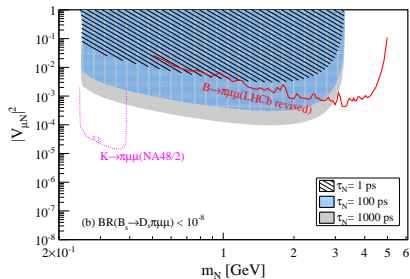 1
10⁻¹
10⁻²
10⁻³
10⁻⁴
10⁻⁵
10⁻⁶
10⁻⁷
10⁻⁸
|V_μN|²
B→πμμ(LHCb revised)
K→πμμ(NA48/2)
τ_N= 1 ps
τ_N= 100 ps
τ_N= 1000 ps
(b) BR(B_s→D_sπμμ) < 10⁻⁸
2×10⁻¹ 1 2 3 4 5 6
m_N [GeV]